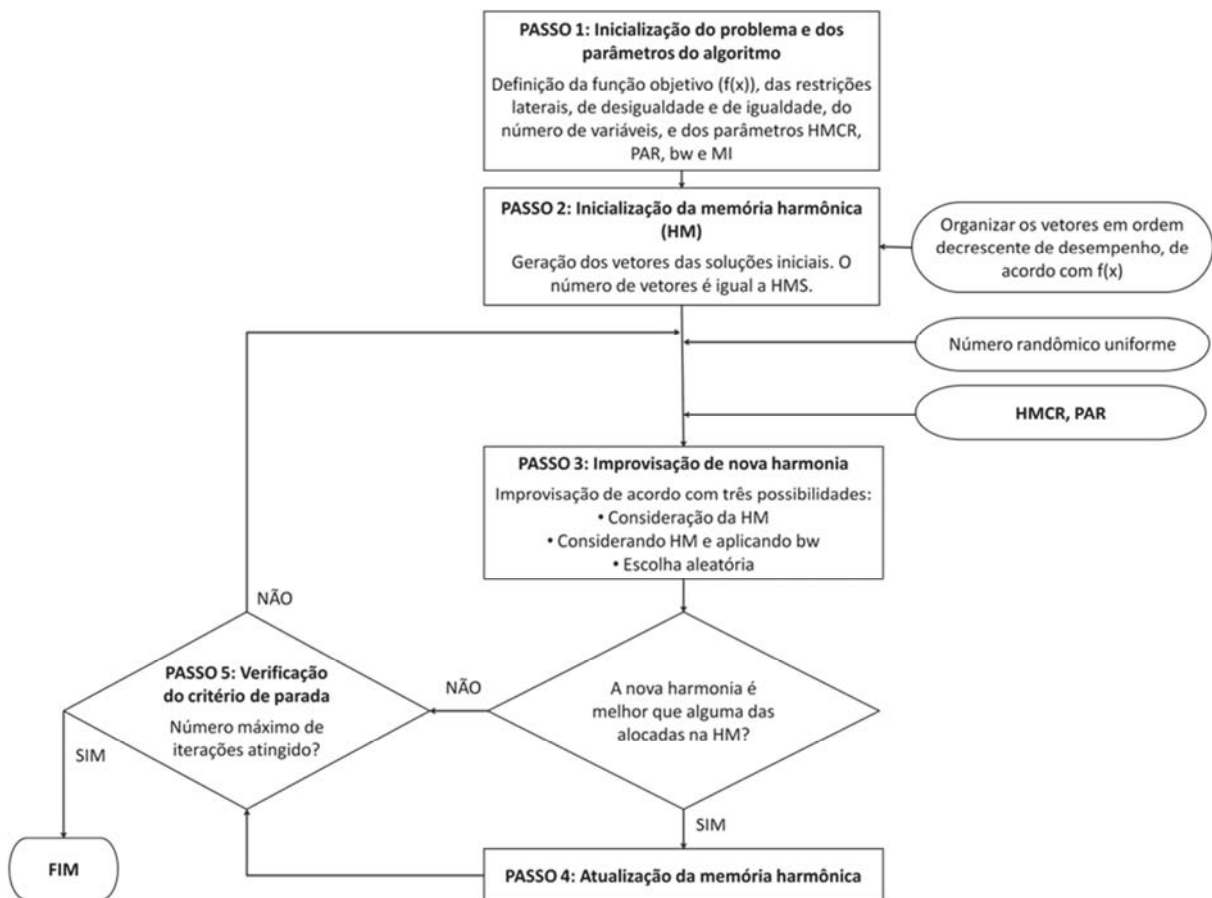 PASSO 1: Inicialização do problema e dos
parâmetros do algoritmo
Definição da função objetivo (f(x)), das restrições
laterais, de desigualdade e de igualdade, do
número de variáveis, e dos parâmetros HMCR,
PAR, bw e MI
PASSO 2: Inicialização da memória harmônica
(HM)
Geração dos vetores das soluções iniciais. O
número de vetores é igual a HMS.
Organizar os vetores em ordem
decrescente de desempenho, de
acordo com f(x)
Número randômico uniforme
HMCR, PAR
PASSO 3: Improvisação de nova harmonia
Improvisação de acordo com três possibilidades:
• Consideração da HM
• Considerando HM e aplicando bw
• Escolha aleatória
NÃO
PASSO 5: Verificação
do critério de parada
Número máximo de
iterações atingido?
NÃO
A nova harmonia é
melhor que alguma das
alocadas na HM?
SIM
SIM
FIM
PASSO 4: Atualização da memória harmônica